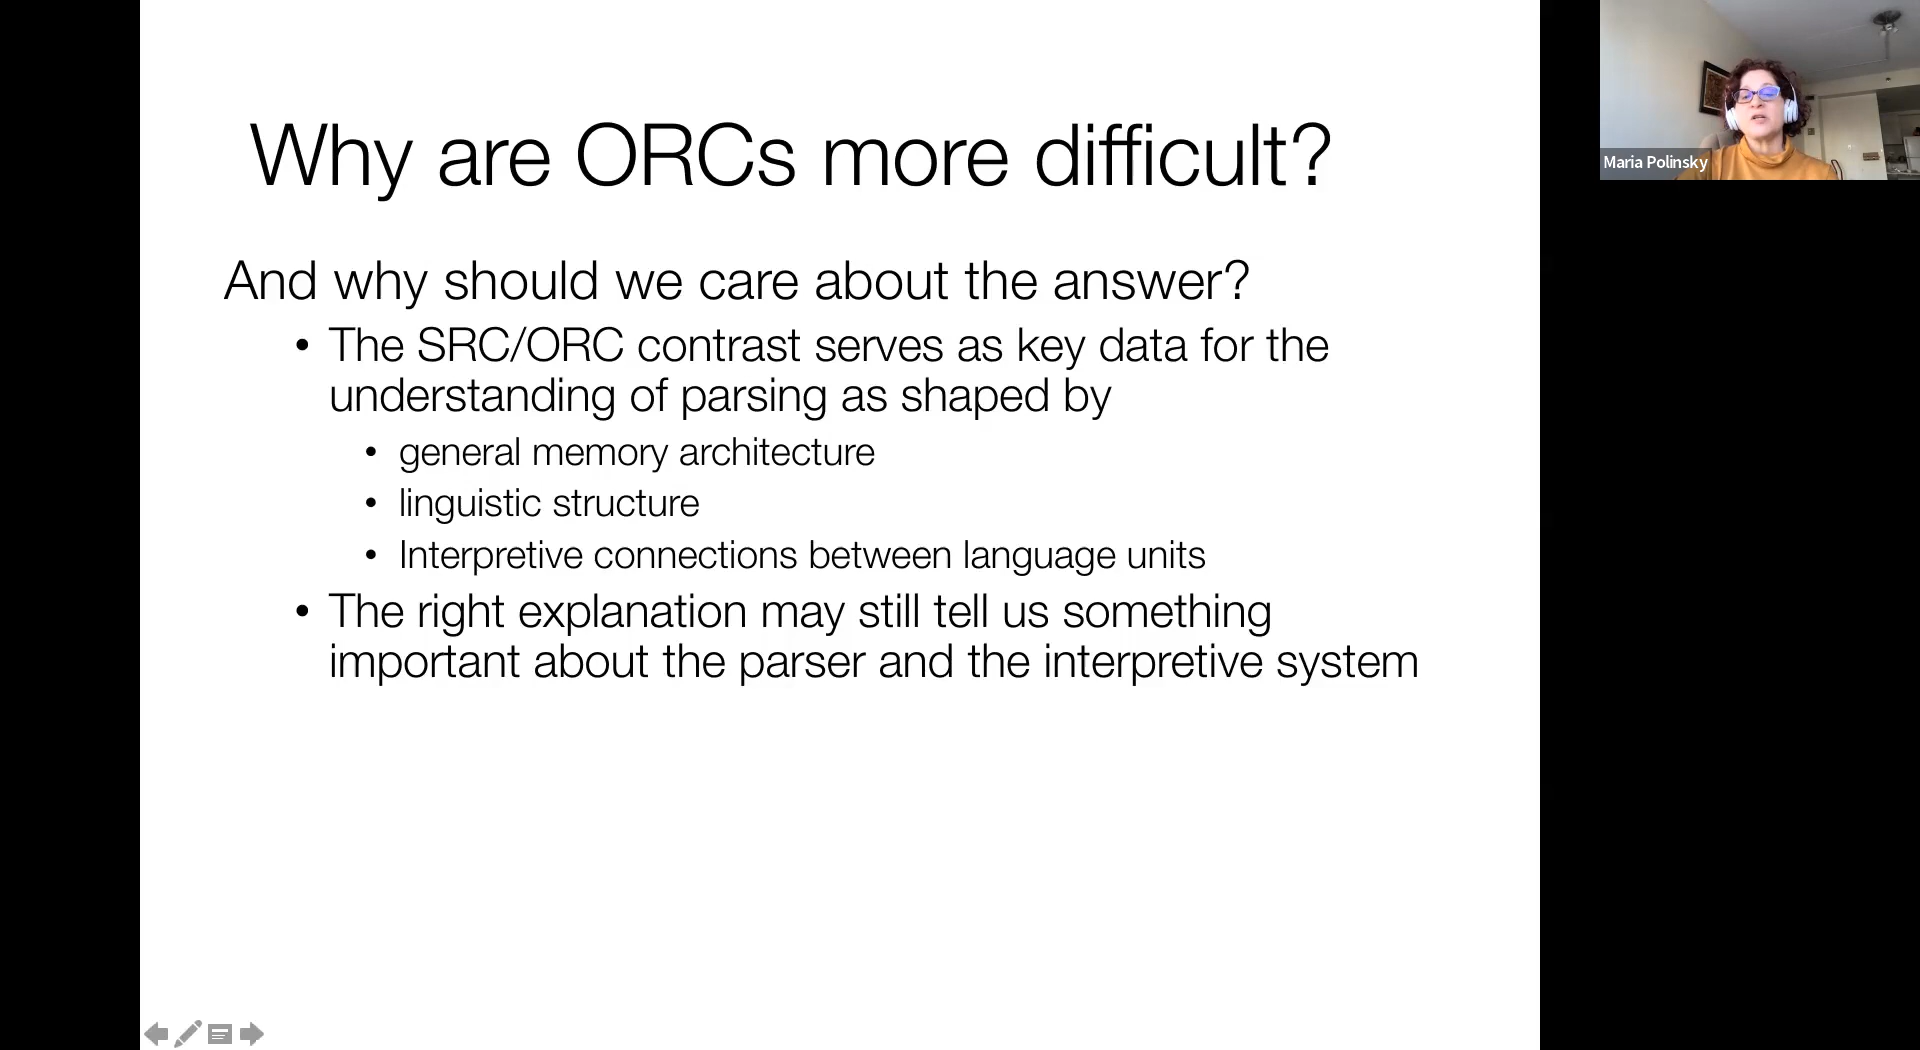 Why are ORCs more difficult?
And why should we care about the answer?
• The SRC/ORC contrast serves as key data for the
understanding of parsing as shaped by
• general memory architecture
• linguistic structure
• Interpretive connections between language units
• The right explanation may still tell us something
important about the parser and the interpretive system
Maria Polinsky